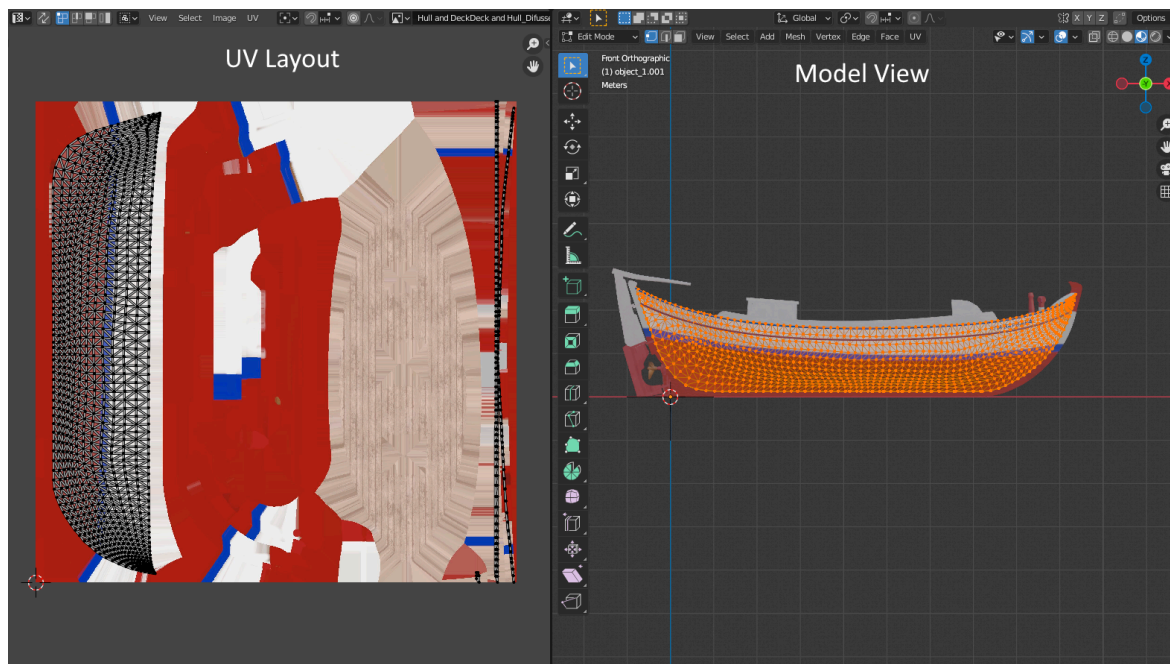 View Select Image UV
Hull and DeckDeck and Hull_Difusse
Global
X Y Z Options
Edit Mode
View Select Add Mesh Vertex Edge Face UV
UV Layout
Front Orthographic
(1) object_1.001
Meters
Model View
Z
Y
X